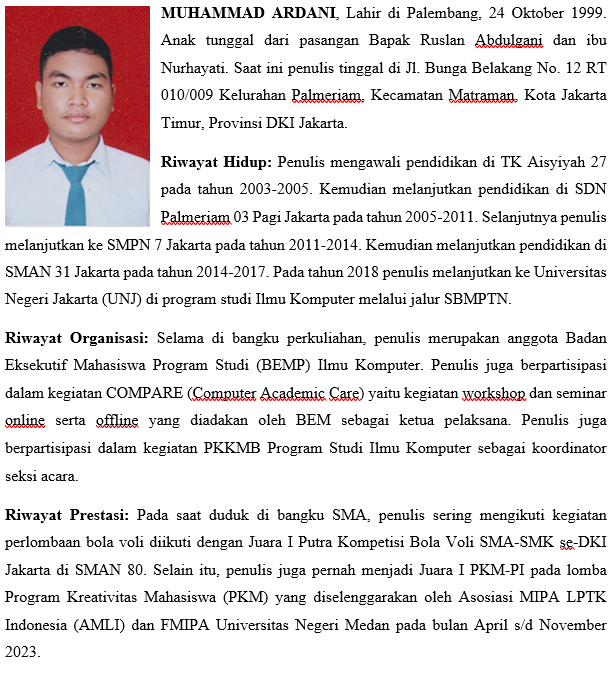 MUHAMMAD ARDANI, Lahir di Palembang, 24 Oktober 1999.
Anak tunggal dari pasangan Bapak Ruslan Abdulgani dan ibu
Nurhayati. Saat ini penulis tinggal di Jl. Bunga Belakang No. 12 RT
010/009 Kelurahan Palmeriam, Kecamatan Matraman, Kota Jakarta
Timur, Provinsi DKI Jakarta.
Riwayat Hidup: Penulis mengawali pendidikan di TK Aisyiyah 27
pada tahun 2003-2005. Kemudian melanjutkan pendidikan di SDN
Palmeriam 03 Pagi Jakarta pada tahun 2005-2011. Selanjutnya penulis
melanjutkan ke SMPN 7 Jakarta pada tahun 2011-2014. Kemudian melanjutkan pendidikan di
SMAN 31 Jakarta pada tahun 2014-2017. Pada tahun 2018 penulis melanjutkan ke Universitas
Negeri Jakarta (UNJ) di program studi Ilmu Komputer melalui jalur SBMPTN.
Riwayat Organisasi: Selama di bangku perkuliahan, penulis merupakan anggota Badan
Eksekutif Mahasiswa Program Studi (BEMP) Ilmu Komputer. Penulis juga berpartisipasi
dalam kegiatan COMPARE (Computer Academic Care) yaitu kegiatan workshop dan seminar
online serta offline yang diadakan oleh BEM sebagai ketua pelaksana. Penulis juga
berpartisipasi dalam kegiatan PKKMB Program Studi Ilmu Komputer sebagai koordinator
seksi acara.
Riwayat Prestasi: Pada saat duduk di bangku SMA, penulis sering mengikuti kegiatan
perlombaan bola voli diikuti dengan Juara I Putra Kompetisi Bola Voli SMA-SMK se-DKI
Jakarta di SMAN 80. Selain itu, penulis juga pernah menjadi Juara I PKM-PI pada lomba
Program Kreativitas Mahasiswa (PKM) yang diselenggarakan oleh Asosiasi MIPA LPTK
Indonesia (AMLI) dan FMIPA Universitas Negeri Medan pada bulan April s/d November
2023.